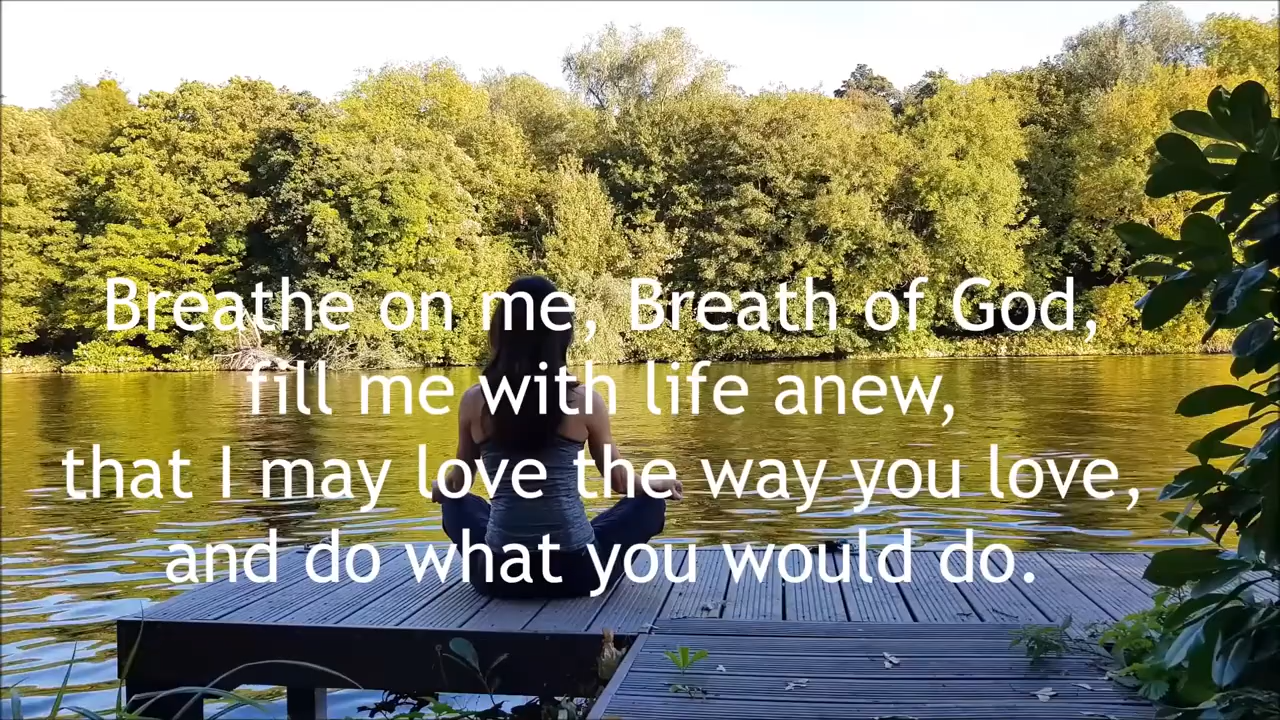 Breathe on me, Breath of God,
fill me with life anew,
that I may love the way you love,
and do what you would do.